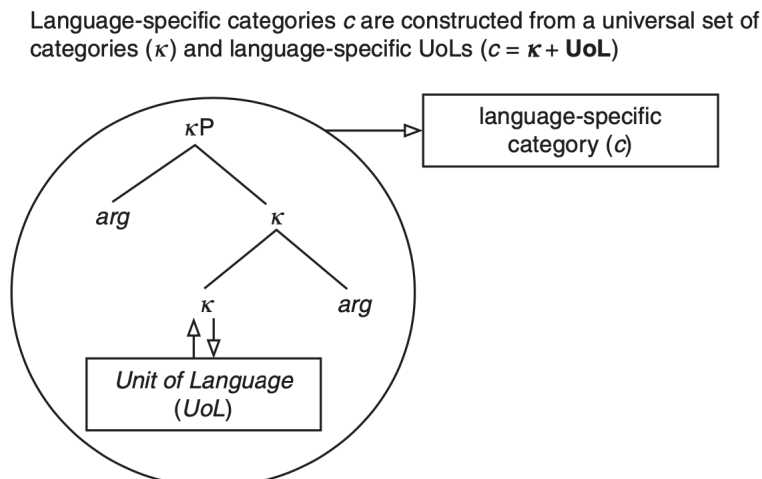 Language-specific categories c are constructed from a universal set of
categories (κ) and language-specific UoLs (c = κ + UoL)
κP
language-specific
category (c)
arg
κ
κ
arg
Unit of Language
(UoL)